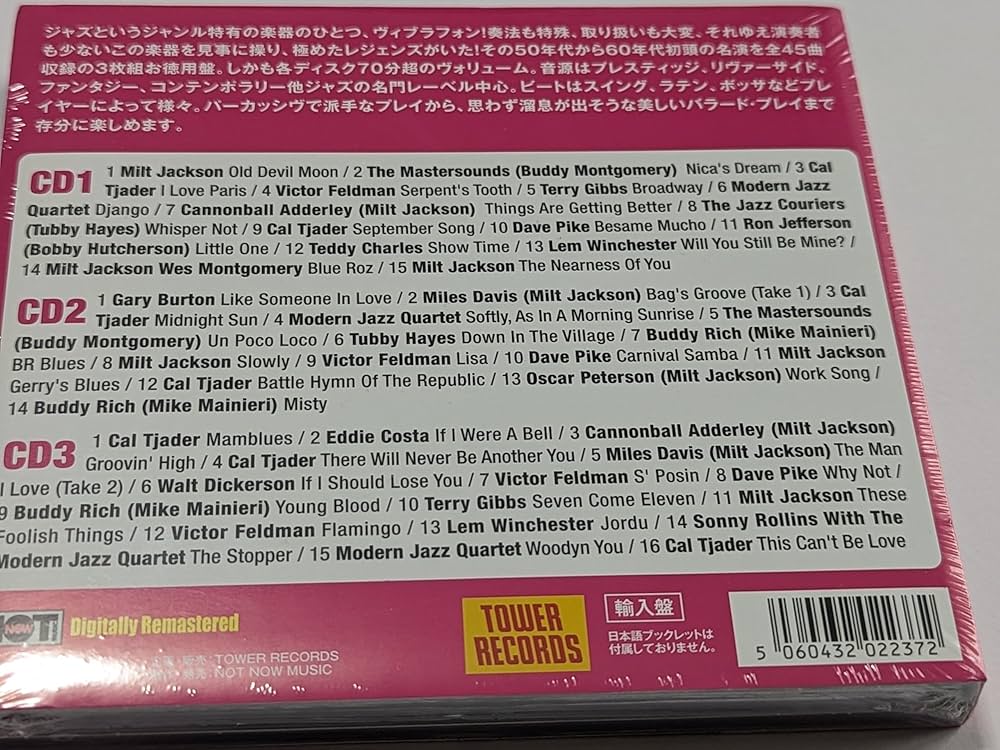 ジャズというジャンル特有の楽器のひとつ、ヴィブラフォン!奏法も特殊、取り扱いも大変、それゆえ演奏者
も少ないこの楽器を見事に操り、極めたレジェンズがいた!その50年代から60年代初頭の名演を全45曲
収録の3枚組お徳用盤。しかも各ディスク70分超のヴォリューム。音源はプレスティッジ、リヴァーサイド、
ファンタジー、コンテンポラリー他ジャズの名門レーベル中心。ビートはスイング、ラテン、ボッサなどプレ
イヤーによって様々。パーカッシヴで派手なプレイから、思わず溜息が出そうな美しいバラード・プレイまで
存分に楽しめます。
CD1 1 Milt Jackson Old Devil Moon / 2 The Mastersounds (Buddy Montgomery) Nica's Dream / 3 Cal
Tjader I Love Paris / 4 Victor Feldman Serpent's Tooth / 5 Terry Gibbs Broadway / 6 Modern Jazz
Quartet Django / 7 Cannonball Adderley (Milt Jackson) Things Are Getting Better / 8 The Jazz Couriers
(Tubby Hayes) Whisper Not / 9 Cal Tjader September Song / 10 Dave Pike Besame Mucho / 11 Ron Jefferson
(Bobby Hutcherson) Little One / 12 Teddy Charles Show Time / 13 Lem Winchester Will You Still Be Mine? /
14 Milt Jackson Wes Montgomery Blue Roz / 15 Milt Jackson The Nearness Of You
CD2 1 Gary Burton Like Someone In Love / 2 Miles Davis (Milt Jackson) Bag's Groove (Take 1) / 3 Cal
Tjader Midnight Sun / 4 Modern Jazz Quartet Softly, As In A Morning Sunrise / 5 The Mastersounds
(Buddy Montgomery) Un Poco Loco / 6 Tubby Hayes Down In The Village / 7 Buddy Rich (Mike Mainieri)
BR Blues / 8 Milt Jackson Slowly / 9 Victor Feldman Lisa / 10 Dave Pike Carnival Samba / 11 Milt Jackson
Gerry's Blues / 12 Cal Tjader Battle Hymn Of The Republic / 13 Oscar Peterson (Milt Jackson) Work Song /
14 Buddy Rich (Mike Mainieri) Misty
CD3 1 Cal Tjader Mamblues / 2 Eddie Costa If I Were A Bell / 3 Cannonball Adderley (Milt Jackson)
Groovin' High / 4 Cal Tjader There Will Never Be Another You / 5 Miles Davis (Milt Jackson) The Man
I Love (Take 2) / 6 Walt Dickerson If I Should Lose You / 7 Victor Feldman S' Posin / 8 Dave Pike Why Not /
9 Buddy Rich (Mike Mainieri) Young Blood / 10 Terry Gibbs Seven Come Eleven / 11 Milt Jackson These
Foolish Things / 12 Victor Feldman Flamingo / 13 Lem Winchester Jordu / 14 Sonny Rollins With The
Modern Jazz Quartet The Stopper / 15 Modern Jazz Quartet Woodyn You / 16 Cal Tjader This Can't Be Love
NOW
Digitally Remastered
販売:TOWER RECORDS
発売:NOT NOW MUSIC
TOWER
RECORDS
輸入盤
日本語ブックレットは
付属しておりません。
5 060432 022372